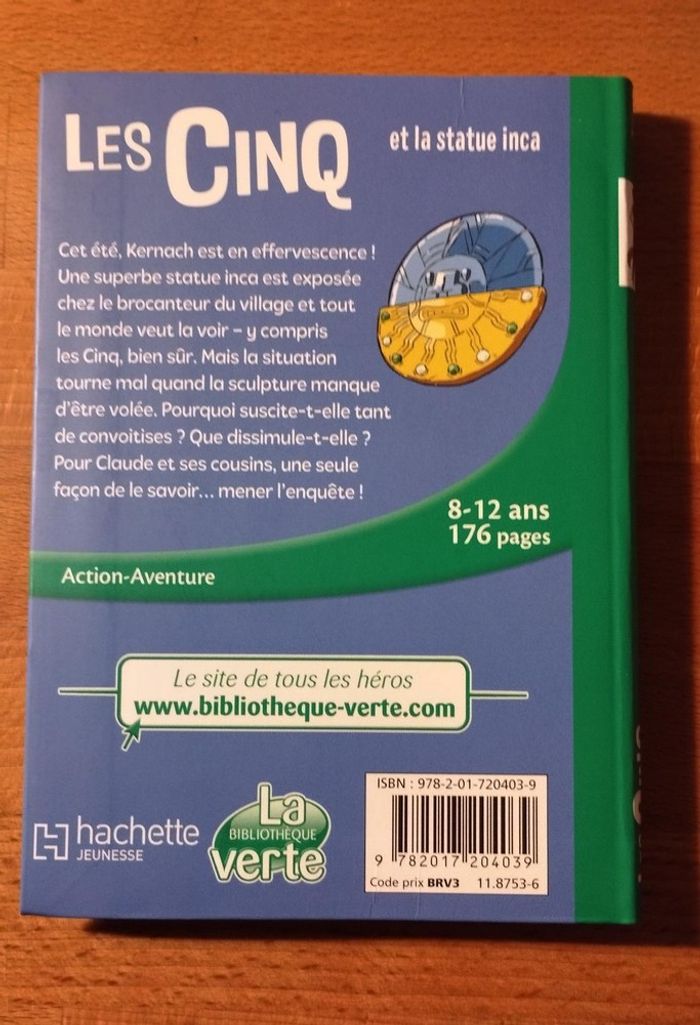 LES CINQ et la statue inca
Cet été, Kernach est en effervescence !
Une superbe statue inca est exposée
chez le brocanteur du village et tout
le monde veut la voir – y compris
les Cinq, bien sûr. Mais la situation
tourne mal quand la sculpture manque
d'être volée. Pourquoi suscite-t-elle tant
de convoitises ? Que dissimule-t-elle ?
Pour Claude et ses cousins, une seule
façon de le savoir... mener l'enquête !
8-12 ans
176 pages
Action-Aventure
Le site de tous les héros
www.bibliotheque-verte.com
hachette
JEUNESSE
La
BIBLIOTHÈQUE
verte
ISBN : 978-2-01-720403-9
9 782017 204039
Code prix BRV3 11.8753-6